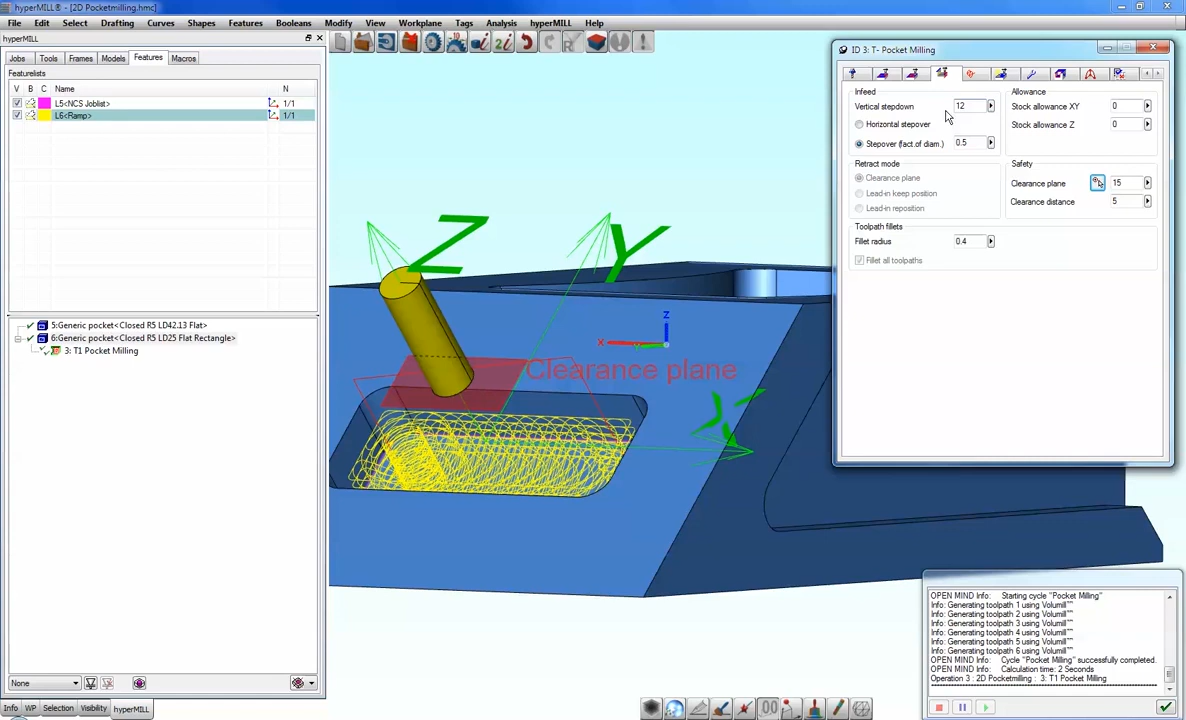 hyperMILL® - [2D Pocketmilling.hmc]
File Edit Select Drafting Curves Shapes Features Booleans Modify View Workplane Tags Analysis hyperMILL Help
hyperMILL
Jobs Tools Frames Models Features Macros
Featurelists
V B C Name N
L5<NCS Joblist> 1/1
L6<Ramp> 1/1
5:Generic pocket<Closed R5 LD42.13 Flat>
6:Generic pocket<Closed R5 LD25 Flat Rectangle>
3: T1 Pocket Milling
None
Info WP Selection Visibility hyperMILL
Z
Y
X
Z
X
Clearance plane
ID 3: T- Pocket Milling
Infeed
Vertical stepdown 12
Horizontal stepover
Stepover (fact.of diam.) 0.5
Allowance
Stock allowance XY 0
Stock allowance Z 0
Retract mode
Clearance plane
Lead-in keep position
Lead-in reposition
Safety
Clearance plane 15
Clearance distance 5
Toolpath fillets
Fillet radius 0.4
Fillet all toolpaths
OPEN MIND Info: Starting cycle "Pocket Milling"
Info: Generating toolpath 1 using Volumill™
Info: Generating toolpath 2 using Volumill™
Info: Generating toolpath 3 using Volumill™
Info: Generating toolpath 4 using Volumill™
Info: Generating toolpath 5 using Volumill™
Info: Generating toolpath 6 using Volumill™
OPEN MIND Info: Cycle "Pocket Milling" successfully completed.
OPEN MIND Info: Calculation time: 2 Seconds
Operation 3 : 2D Pocketmilling : 3: T1 Pocket Milling